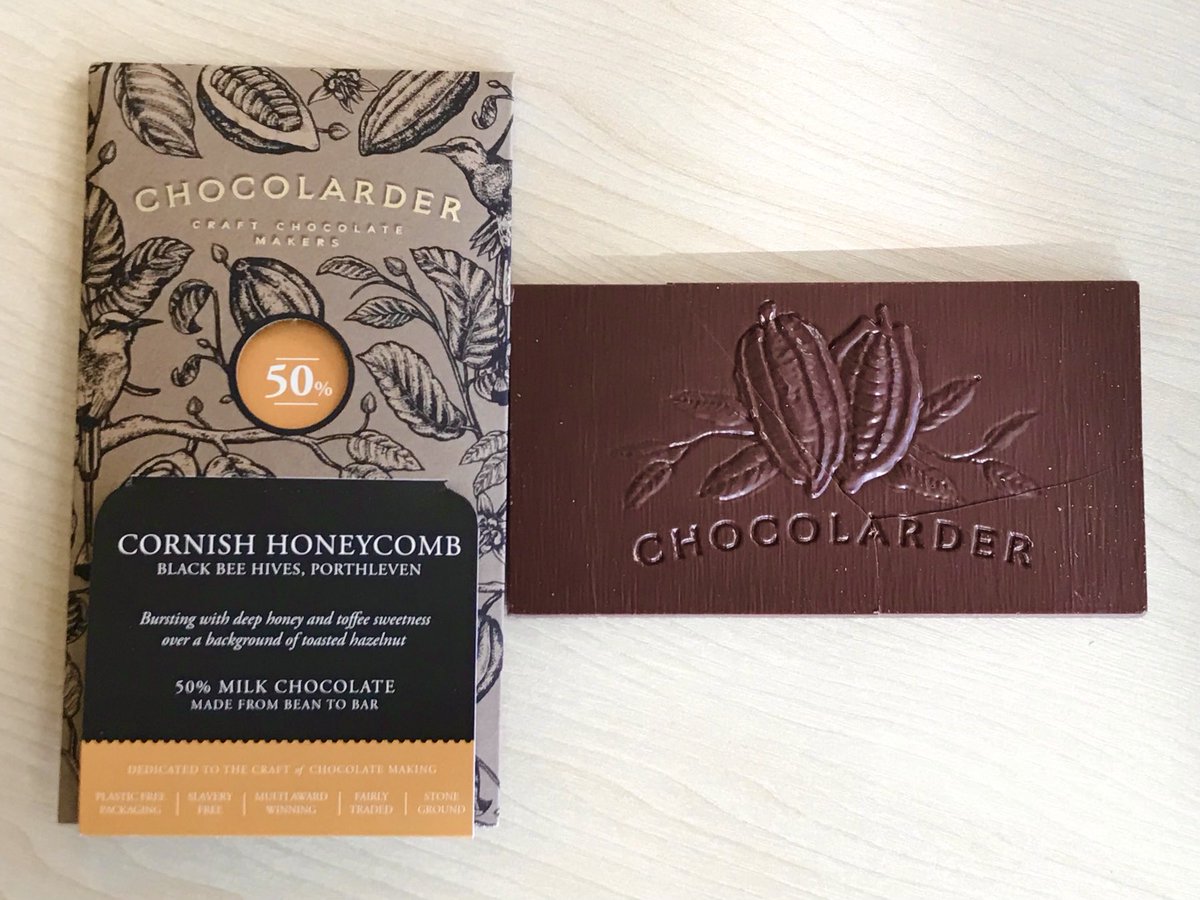 CHOCOLARDER
CRAFT CHOCOLATE
MAKERS
50%
CORNISH HONEYCOMB
BLACK BEE HIVES, PORTHLEVEN
Bursting with deep honey and toffee sweetness
over a background of toasted hazelnut
50% MILK CHOCOLATE
MADE FROM BEAN TO BAR
DEDICATED TO THE CRAFT of CHOCOLATE MAKING
PLASTIC FREE
PACKAGING
SLAVERY
FREE
MULTI AWARD
WINNING
FAIRLY
TRADED
STONE
GROUND
CHOCOLARDER